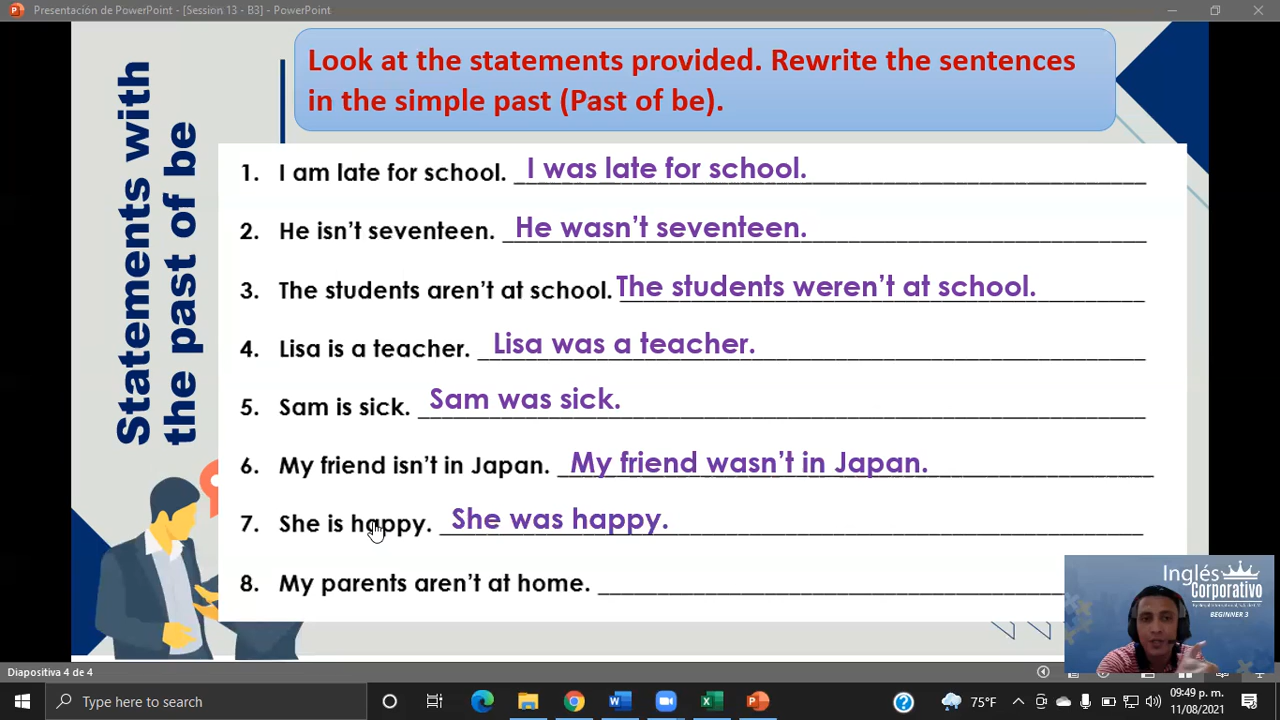 Presentación de PowerPoint - [Session 13 - B3] - PowerPoint
Statements with
the past of be
Look at the statements provided. Rewrite the sentences
in the simple past (Past of be).
1. I am late for school. I was late for school.
2. He isn't seventeen. He wasn't seventeen.
3. The students aren't at school. The students weren't at school.
4. Lisa is a teacher. Lisa was a teacher.
5. Sam is sick. Sam was sick.
6. My friend isn't in Japan. My friend wasn't in Japan.
7. She is happy. She was happy.
8. My parents aren't at home.
Inglés
Corporativo
BEGINNER 3
Diapositiva 4 de 4
Type here to search
75°F
09:49 p. m.
11/08/2021